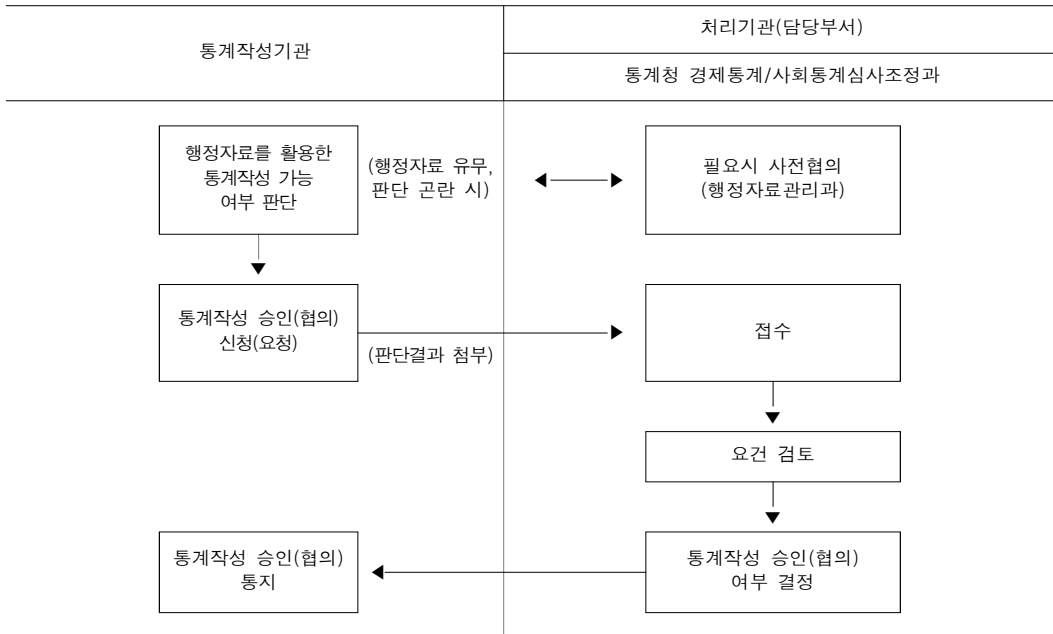 통계작성기관
처리기관(담당부서)
통계청 경제통계/사회통계심사조정과
행정자료를 활용한
통계작성 가능
여부 판단
(행정자료 유무,
판단 곤란 시)
필요시 사전협의
(행정자료관리과)
통계작성 승인(협의)
신청(요청)
(판단결과 첨부)
접수
요건 검토
통계작성 승인(협의)
통지
통계작성 승인(협의)
여부 결정